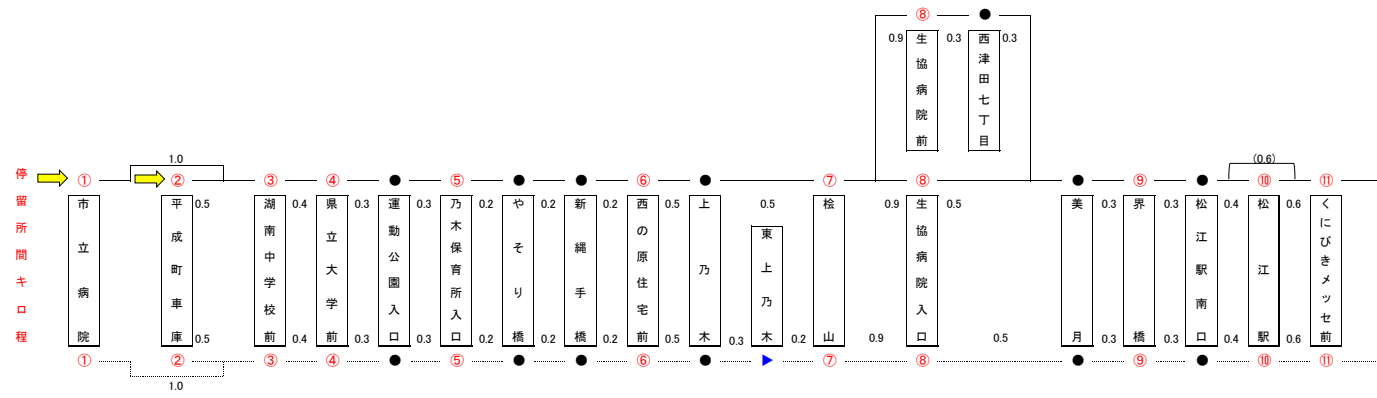 ⑧ ●
0.9 生協病院前 0.3 西津田七丁目 0.3
1.0 (0.6)
停留所間キロ程
① ② ③ ④ ● ⑤ ● ● ⑥ ● ⑦ ⑧ ● ⑨ ● ⑩ ⑪
市立病院
平成町車庫
0.5
0.5
湖南中学校前
0.4
0.4
県立大学前
0.3
0.3
運動公園入口
0.3
0.3
乃木保育所入口
0.2
0.2
やそり橋
0.2
0.2
新縄手橋
0.2
0.2
西の原住宅前
0.5
0.5
上乃木
0.5
0.3
東上乃木
0.2
桧山
0.9
0.9
生協病院入口
0.5
0.5
美月
0.3
0.3
界橋
0.3
0.3
松江駅南口
0.4
0.4
松江駅
0.6
0.6
くにびきメッセ前
① ② ③ ④ ● ⑤ ● ● ⑥ ● ▶ ⑦ ⑧ ● ⑨ ● ⑩ ⑪
1.0